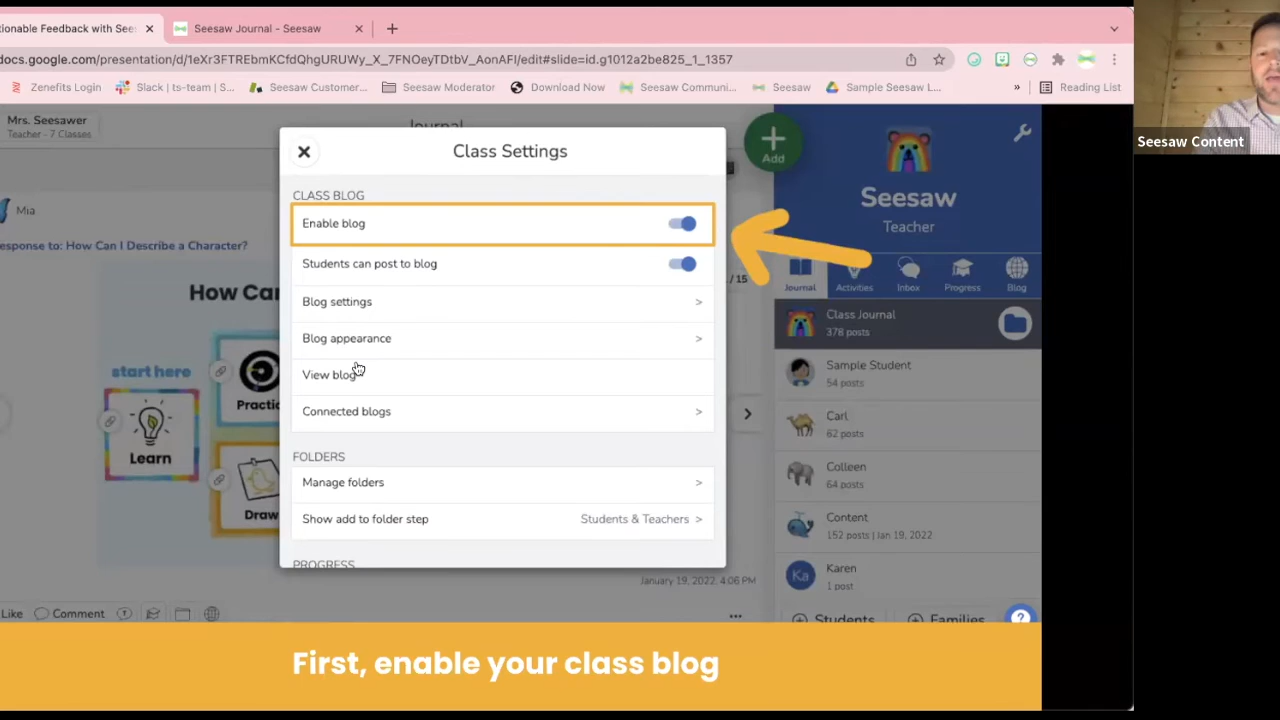 tionable Feedback with Sees
Seesaw Journal - Seesaw
docs.google.com/presentation/d/1eXr3FTREbmKCfdQhgURUWy_X_7FNOeyTDtbV_AonAFI/edit#slide=id.g1012a2be825_1_1357
Zenefits Login
Slack | ts-team | S...
Seesaw Customer...
Seesaw Moderator
Download Now
Seesaw Communi...
Seesaw
Sample Seesaw L...
»
Reading List
Mrs. Seesawer
Teacher - 7 Classes
Journal
Add
Seesaw Content
Class Settings
Seesaw
Teacher
CLASS BLOG
Mia
Enable blog
esponse to: How Can I Describe a Character?
Students can post to blog
/ 15
Journal
Activities
Inbox
Progress
Blog
How Can
Blog settings >
Class Journal
378 posts
Blog appearance >
start here
View blog
Sample Student
54 posts
Practic
Connected blogs >
Carl
62 posts
Learn
FOLDERS
Manage folders >
Colleen
64 posts
Draw
Show add to folder step Students & Teachers >
Content
152 posts | Jan 19, 2022
PROGRESS
Ka
Karen
1 post
January 19, 2022, 4:06 PM
Like
Comment
...
Students
Families
?
First, enable your class blog